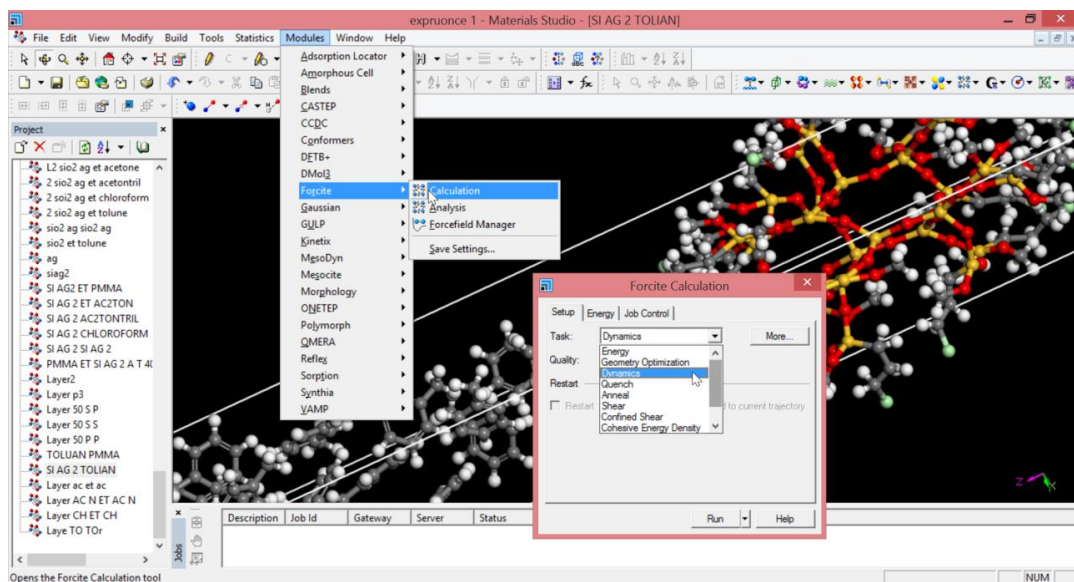 expruonce 1 - Materials Studio - [SI AG 2 TOLIAN]
File Edit View Modify Build Tools Statistics Modules Window Help
Adsorption Locator
Amorphous Cell
Blends
CASTEP
CCDC
Conformers
DFTB+
DMol3
Forcite
Gaussian
GULP
Kinetix
MesoDyn
Mesocite
Morphology
ONETEP
Polymorph
QMERA
Reflex
Sorption
Synthia
VAMP
Calculation
Analysis
Forcefield Manager
Save Settings...
Project
L2 sio2 ag et acetone
2 sio2 ag et acetontril
2 soi2 ag et chloroform
2 sio2 ag et tolune
sio2 ag sio2 ag
sio2 et tolune
ag
siag2
SI AG2 ET PMMA
SI AG 2 ET AC2TON
SI AG 2 AC2TONTRIL
SI AG 2 CHLOROFORM
SI AG 2 SI AG 2
PMMA ET SI AG 2 A T 4(
Layer2
Layer p3
Layer 50 S P
Layer 50 S S
Layer 50 P P
TOLUAN PMMA
SI AG 2 TOLIAN
Layer ac et ac
Layer AC N ET AC N
Layer CH ET CH
Laye TO TOr
Forcite Calculation
Setup Energy Job Control
Task: Dynamics More...
Quality:
Energy
Geometry Optimization
Dynamics
Quench
Anneal
Shear
Confined Shear
Cohesive Energy Density
Restart
Restart d to current trajectory
Run Help
Z
Jobs
Description Job Id Gateway Server Status
Opens the Forcite Calculation tool
NUM